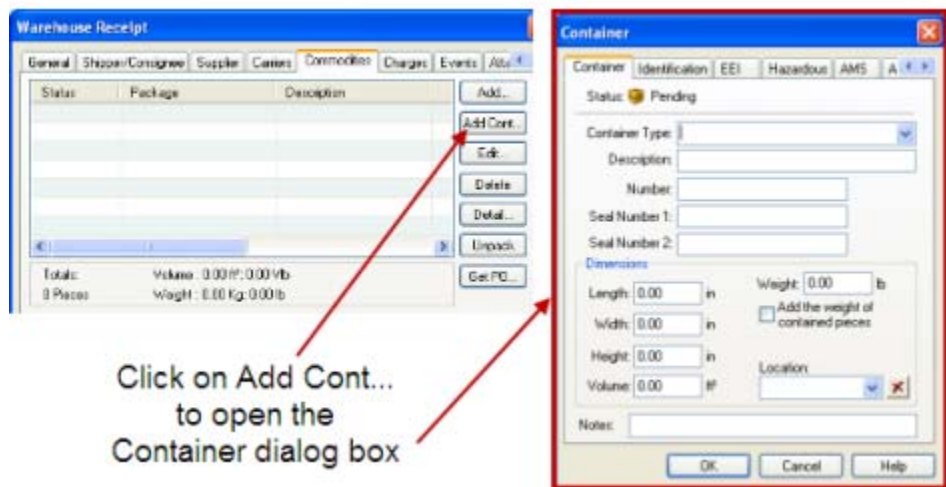 Warehouse Receipt
General Shipper/Consignee Supplier Carriers Commodities Charges Events
Status Package Description
Add...
Add Cont...
Edit...
Delete
Detail...
Unpack
Get PO...
Totals: Volume : 0.00 ft³; 0.00 Vlb
0 Pieces Weight : 0.00 Kg; 0.00 lb
Click on Add Cont...
to open the
Container dialog box
Container
Container Identification EEI Hazardous AMS A
Status: Pending
Container Type:
Description:
Number:
Seal Number 1:
Seal Number 2:
Dimensions
Length: 0.00 in
Weight: 0.00 lb
Width: 0.00 in
Add the weight of
contained pieces
Height: 0.00 in
Location:
Volume: 0.00 ft³
Notes:
OK Cancel Help